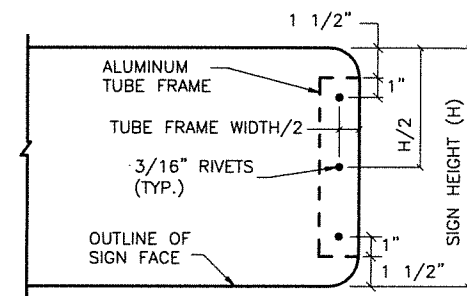 1 1/2"
ALUMINUM
TUBE FRAME
1"
TUBE FRAME WIDTH/2
H/2
SIGN HEIGHT (H)
3/16" RIVETS
(TYP.)
OUTLINE OF
SIGN FACE
1"
1 1/2"